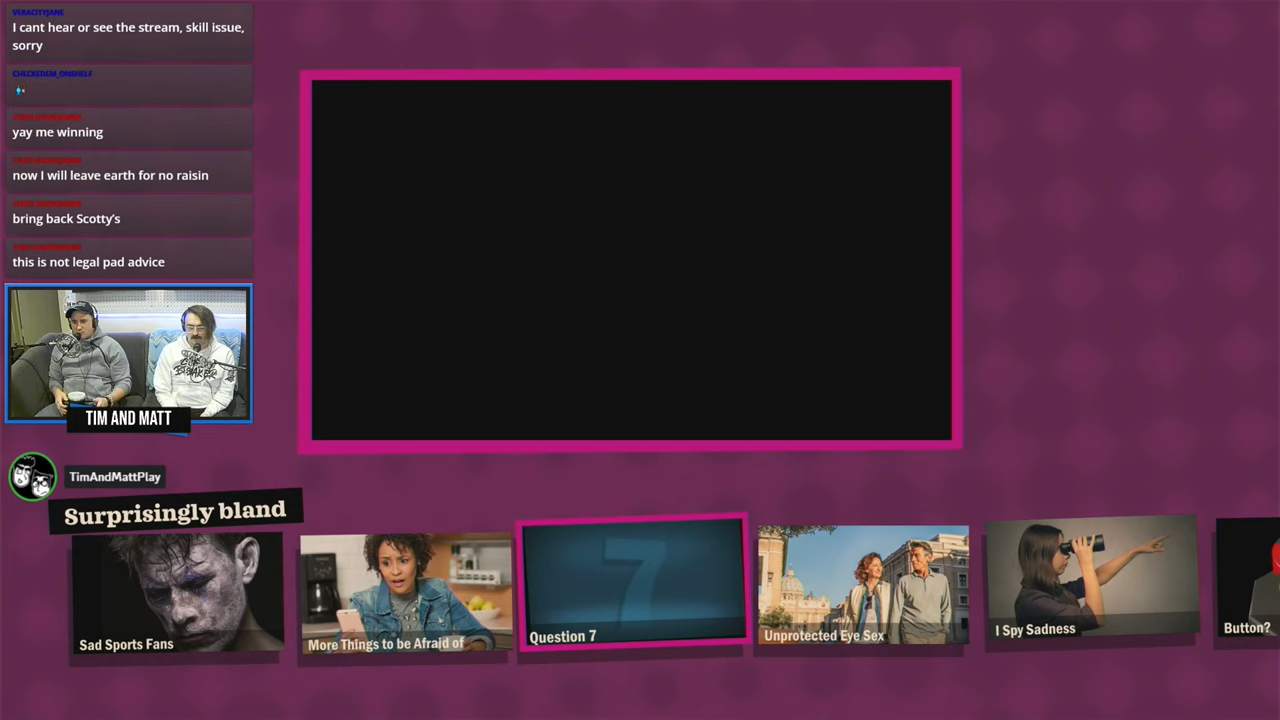 VERACITYJANE
I cant hear or see the stream, skill issue,
sorry
CHECKEDEM_ONSHELF
yay me winning
now I will leave earth for no raisin
bring back Scotty's
this is not legal pad advice
TIM AND MATT
TimAndMattPlay
Surprisingly bland
7
Sad Sports Fans
More Things to be Afraid of
Question 7
Unprotected Eye Sex
I Spy Sadness
Button?